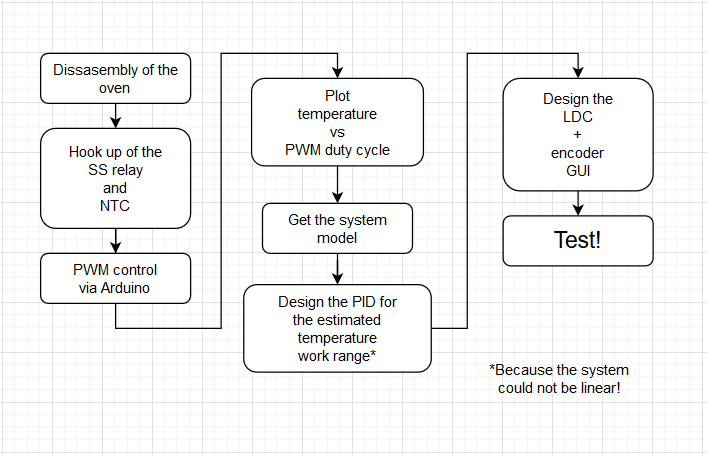 Dissasembly of the
oven
Hook up of the
SS relay
and
NTC
PWM control
via Arduino
Plot
temperature
vs
PWM duty cycle
Get the system
model
Design the PID for
the estimated
temperature
work range*
Design the
LDC
+
encoder
GUI
Test!
*Because the system
could not be linear!